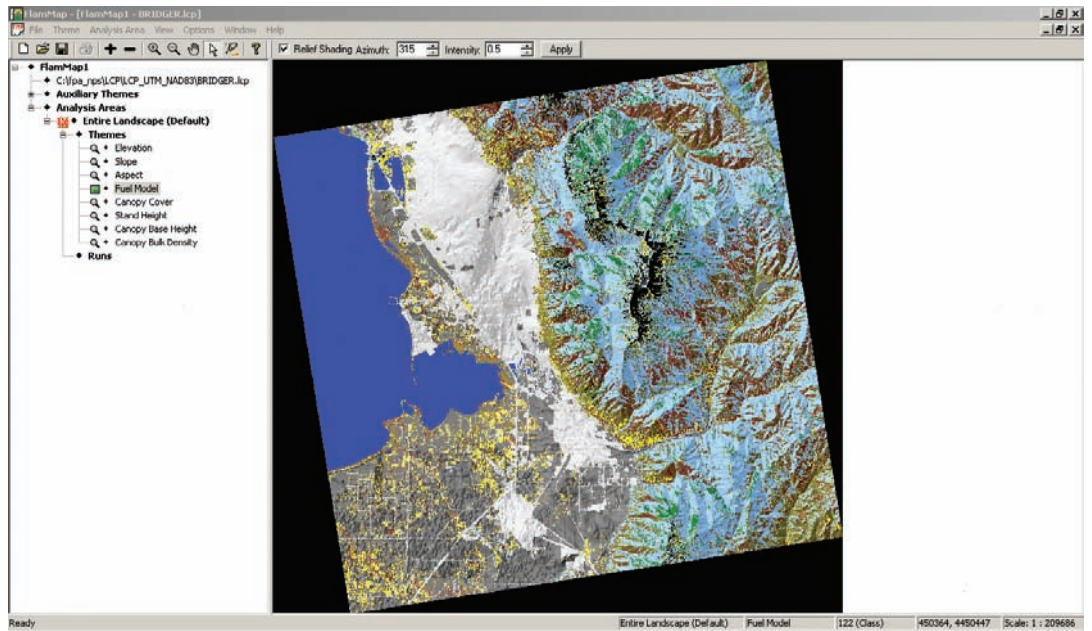 FlamMap - [FlamMap1 - BRIDGER.lcp]
File Theme Analysis Area View Options Window Help
Relief Shading Azimuth: 315 Intensity: 0.5 Apply
FlamMap1
C:\fpa_nps\LCP\LCP_UTM_NAD83\BRIDGER.lcp
Auxiliary Themes
Analysis Areas
Entire Landscape (Default)
Themes
Elevation
Slope
Aspect
Fuel Model
Canopy Cover
Stand Height
Canopy Base Height
Canopy Bulk Density
Runs
Ready Entire Landscape (Default) Fuel Model 122 (Class) 450364, 4450447 Scale: 1 : 209686